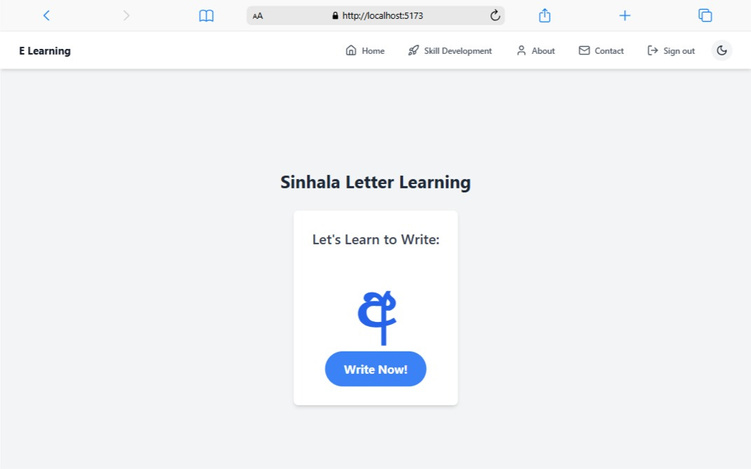 AA http://localhost:5173
E Learning Home Skill Development About Contact Sign out
Sinhala Letter Learning
Let's Learn to Write:
අ
Write Now!